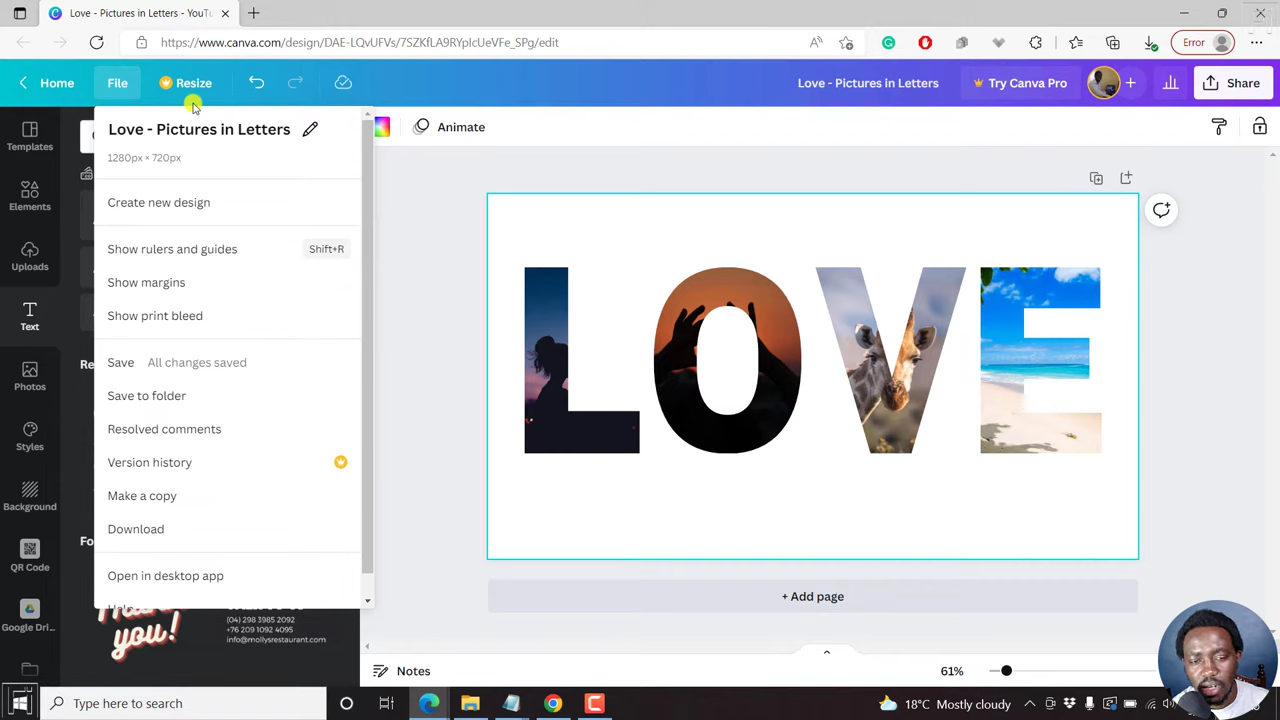 Love - Pictures in Letters - YouTu
https://www.canva.com/design/DAE-LQvUFVs/7SZKfLA9RYpIcUeVFe_SPg/edit
Error
Home
File
Resize
Love - Pictures in Letters
Try Canva Pro
Share
Love - Pictures in Letters
1280px × 720px
Animate
Templates
Create new design
Elements
Show rulers and guides Shift+R
Uploads
Show margins
Text
Show print bleed
LOVE
Save All changes saved
Photos
Save to folder
Resolved comments
Styles
Version history
Make a copy
Background
Download
QR Code
Open in desktop app
Help
Google Dri...
you!
(04) 298 3985 2092
+76 209 1092 4095
info@mollysrestaurant.com
+ Add page
Notes
61%
Type here to search
18°C Mostly cloudy